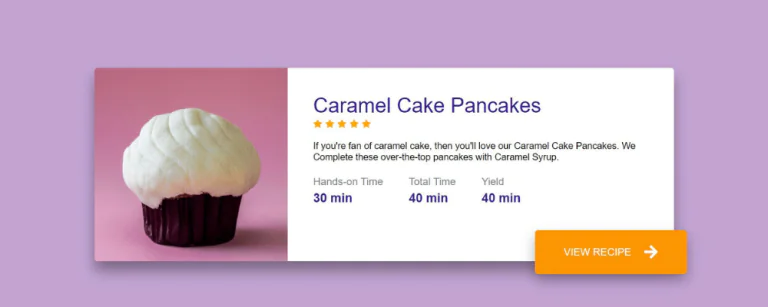 Caramel Cake Pancakes
If you're fan of caramel cake, then you'll love our Caramel Cake Pancakes. We
Complete these over-the-top pancakes with Caramel Syrup.
Hands-on Time Total Time Yield
30 min 40 min 40 min
VIEW RECIPE